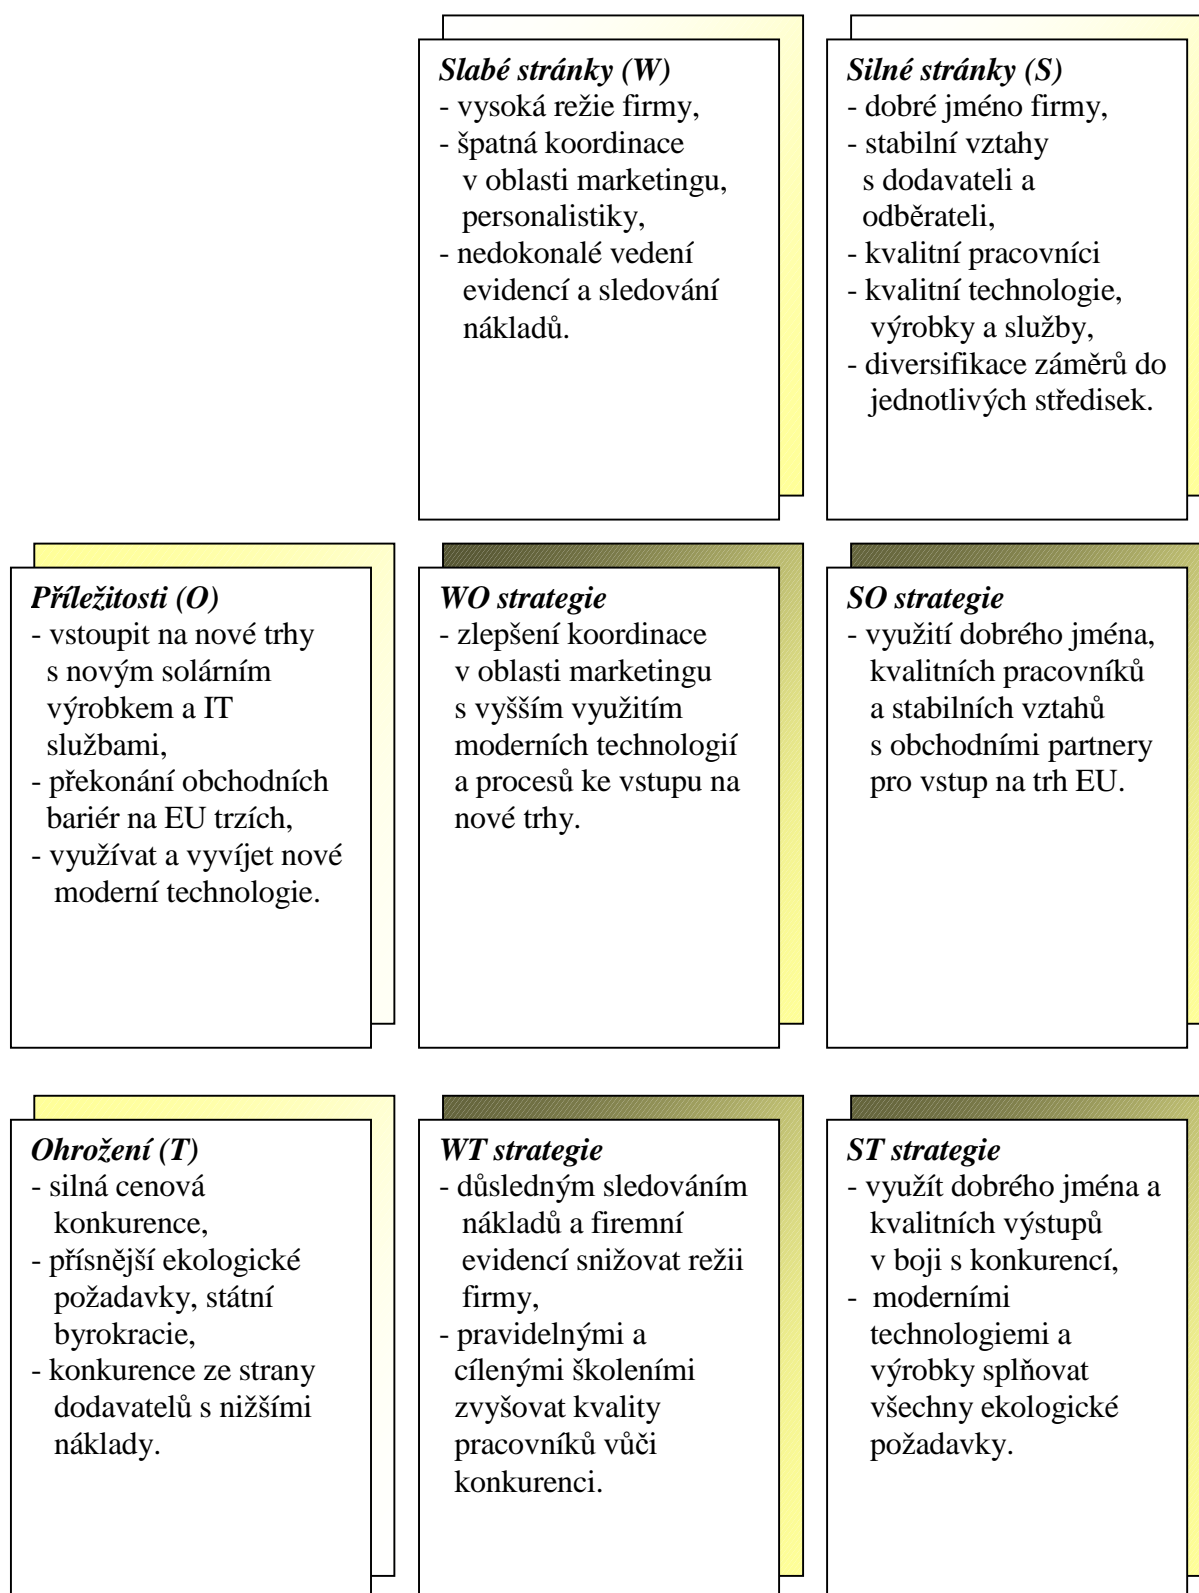 Slabé stránky (W)
- vysoká režie firmy,
- špatná koordinace
v oblasti marketingu,
personalistiky,
- nedokonalé vedení
evidencí a sledování
nákladů.
Silné stránky (S)
- dobré jméno firmy,
- stabilní vztahy
s dodavateli a
odběrateli,
- kvalitní pracovníci
- kvalitní technologie,
výrobky a služby,
- diversifikace záměrů do
jednotlivých středisek.
Příležitosti (O)
- vstoupit na nové trhy
s novým solárním
výrobkem a IT
službami,
- překonání obchodních
bariér na EU trzích,
- využívat a vyvíjet nové
moderní technologie.
WO strategie
- zlepšení koordinace
v oblasti marketingu
s vyšším využitím
moderních technologií
a procesů ke vstupu na
nové trhy.
SO strategie
- využití dobrého jména,
kvalitních pracovníků
a stabilních vztahů
s obchodními partnery
pro vstup na trh EU.
Ohrožení (T)
- silná cenová
konkurence,
- přísnější ekologické
požadavky, státní
byrokracie,
- konkurence ze strany
dodavatelů s nižšími
náklady.
WT strategie
- důsledným sledováním
nákladů a firemní
evidencí snižovat režii
firmy,
- pravidelnými a
cílenými školeními
zvyšovat kvality
pracovníků vůči
konkurenci.
ST strategie
- využít dobrého jména a
kvalitních výstupů
v boji s konkurencí,
- moderními
technologiemi a
výrobky splňovat
všechny ekologické
požadavky.